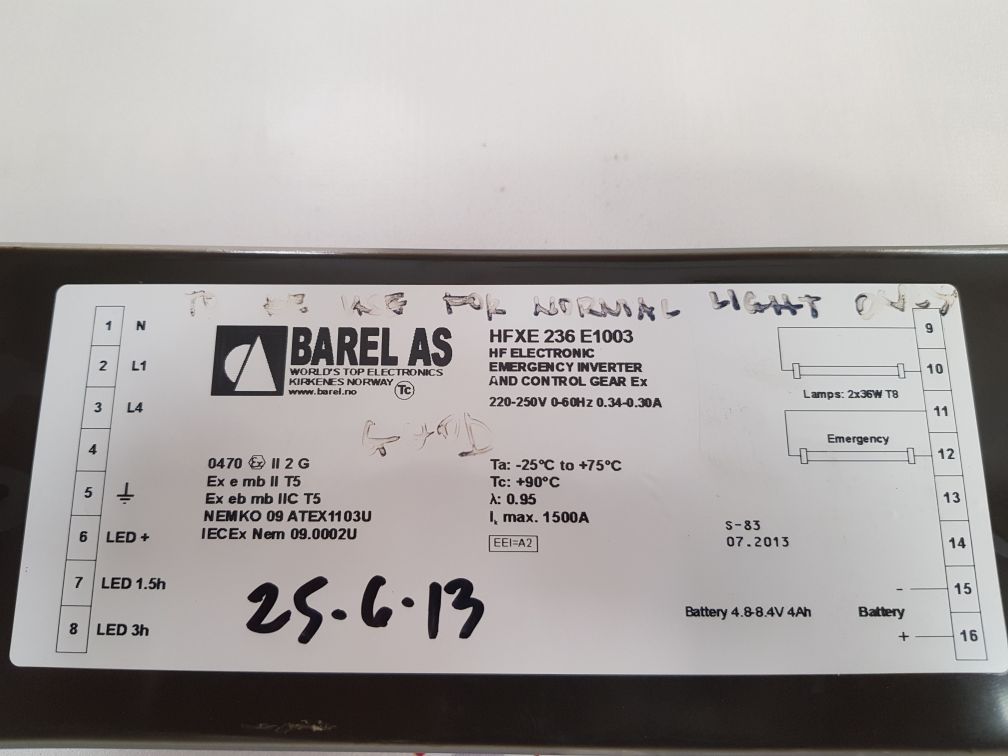 T BE USE FOR NORMAL LIGHT ON
1 N
2 L1
3 L4
4
5
6 LED +
7 LED 1.5h
8 LED 3h
BAREL AS
WORLD'S TOP ELECTRONICS
KIRKENES NORWAY
www.barel.no
Tc
0470 Ex II 2 G
Ex e mb II T5
Ex eb mb IIC T5
NEMKO 09 ATEX1103U
IECEx Nem 09.0002U
25.6.13
HFXE 236 E1003
HF ELECTRONIC
EMERGENCY INVERTER
AND CONTROL GEAR Ex
220-250V 0-60Hz 0.34-0.30A
Ta: -25°C to +75°C
Tc: +90°C
λ: 0.95
I, max. 1500A
EEI=A2
Lamps: 2x36W T8
Emergency
S-83
07.2013
Battery 4.8-8.4V 4Ah
Battery
-
+
9
10
11
12
13
14
15
16